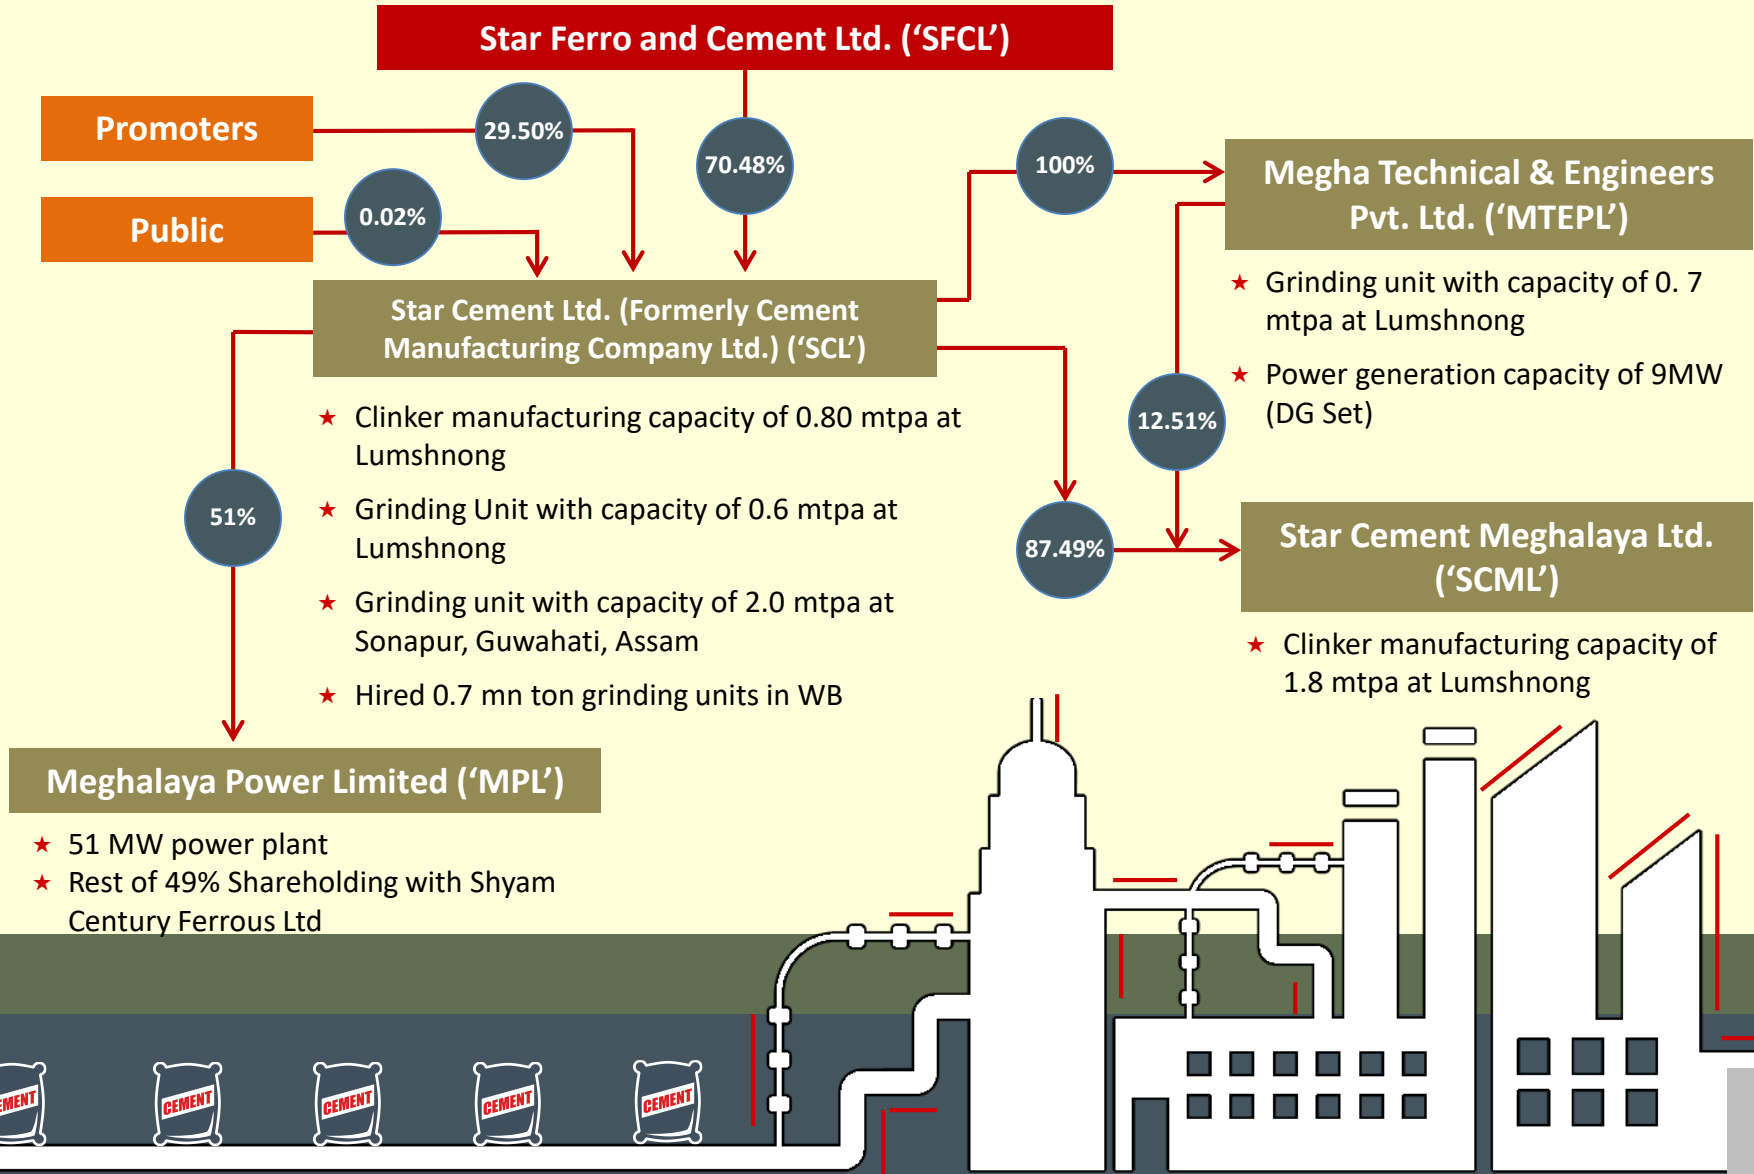 Star Ferro and Cement Ltd. (‘SFCL’)
Promoters
29.50%
70.48%
100%
Public
0.02%
Megha Technical & Engineers
Pvt. Ltd. (‘MTEPL’)
★ Grinding unit with capacity of 0. 7
mtpa at Lumshnong
★ Power generation capacity of 9MW
(DG Set)
Star Cement Ltd. (Formerly Cement
Manufacturing Company Ltd.) (‘SCL’)
★ Clinker manufacturing capacity of 0.80 mtpa at
Lumshnong
★ Grinding Unit with capacity of 0.6 mtpa at
Lumshnong
★ Grinding unit with capacity of 2.0 mtpa at
Sonapur, Guwahati, Assam
★ Hired 0.7 mn ton grinding units in WB
12.51%
51%
87.49%
Star Cement Meghalaya Ltd.
(‘SCML’)
★ Clinker manufacturing capacity of
1.8 mtpa at Lumshnong
Meghalaya Power Limited (‘MPL’)
★ 51 MW power plant
★ Rest of 49% Shareholding with Shyam
Century Ferrous Ltd
EMENT
CEMENT
CEMENT
CEMENT
CEMENT